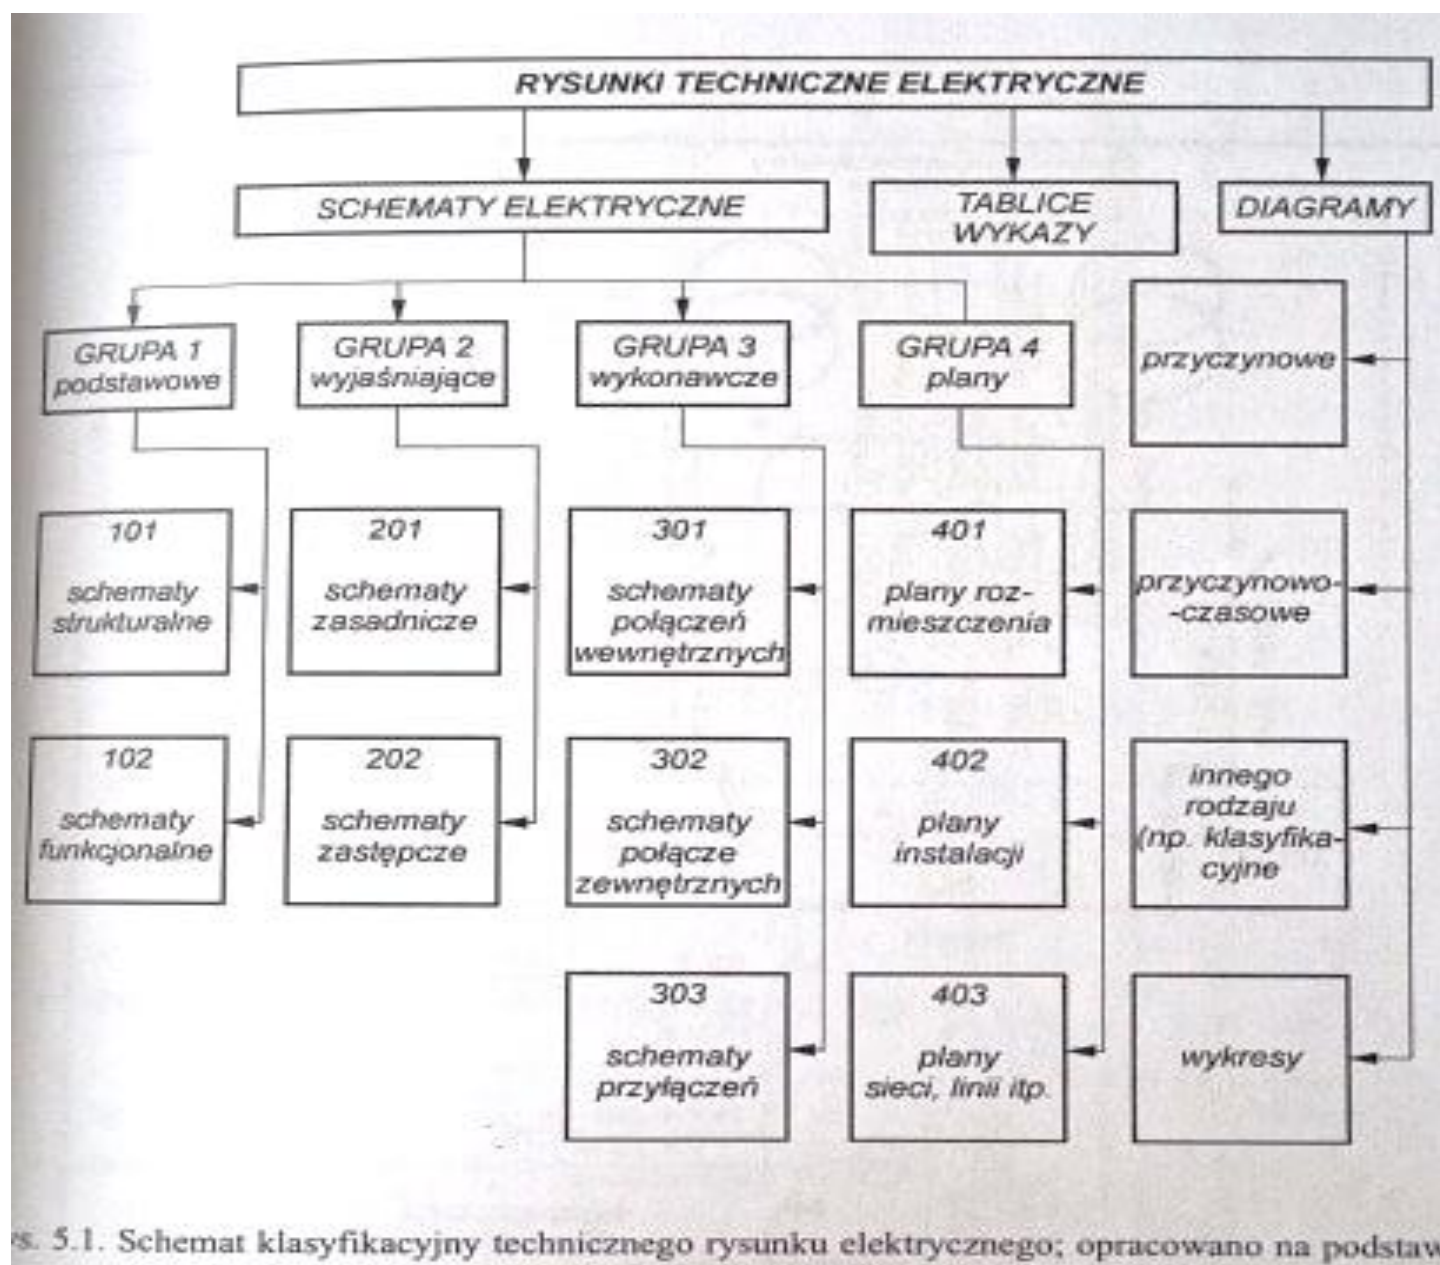 RYSUNKI TECHNICZNE ELEKTRYCZNE
SCHEMATY ELEKTRYCZNE
TABLICE
WYKAZY
DIAGRAMY
GRUPA 1
podstawowe
GRUPA 2
wyjaśniające
GRUPA 3
wykonawcze
GRUPA 4
plany
przyczynowe
101
schematy
strukturalne
201
schematy
zasadnicze
301
schematy
połączeń
wewnętrznych
401
plany roz-
mieszczenia
przyczynowo-
-czasowe
102
schematy
funkcjonalne
202
schematy
zastępcze
302
schematy
połącze
zewnętrznych
402
plany
instalacji
innego
rodzaju
(np. klasyfika-
cyjne
303
schematy
przyłączeń
403
plany
sieci, linii itp.
wykresy
s. 5.1. Schemat klasyfikacyjny technicznego rysunku elektrycznego; opracowano na podstaw